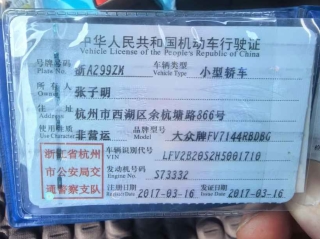 中华人民共和国机动车行驶证
Vehicle License of the People's Republic of China
号牌号码 浙A299ZM 车辆类型 小型轿车
Plate No. Vehicle Type
所有人 张子明
Owner
住址 杭州市西湖区余杭塘路866号
Address
使用性质 非营运 品牌型号 大众牌FV7144RBDBG
Use Character Model
浙江省杭州市公安局交通警察支队
车辆识别代号 LFV2B20S2H5001710
VIN
发动机号码 S73332
Engine No.
注册日期 2017-03-16 发证日期 2017-03-16
Register Date Issue Date